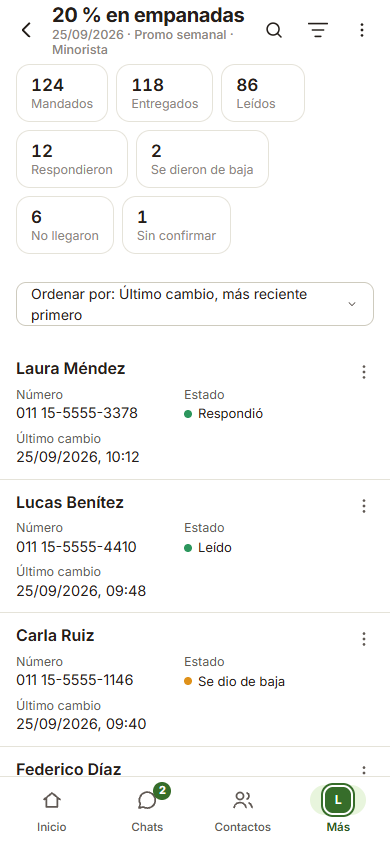 20 % en empanadas
25/09/2026 · Promo semanal ·
Minorista
124
Mandados
118
Entregados
86
Leídos
12
Respondieron
2
Se dieron de baja
6
No llegaron
1
Sin confirmar
Ordenar por: Último cambio, más reciente
primero
Laura Méndez
Número
Estado
011 15-5555-3378
Respondió
Último cambio
25/09/2026, 10:12
Lucas Benítez
Número
Estado
011 15-5555-4410
Leído
Último cambio
25/09/2026, 09:48
Carla Ruiz
Número
Estado
011 15-5555-1146
Se dio de baja
Último cambio
25/09/2026, 09:40
Federico Díaz
2
L
Inicio
Chats
Contactos
Más